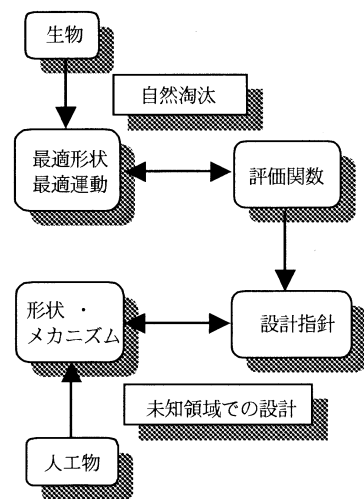 生物
自然淘汰
最適形状
最適運動
評価関数
形状・
メカニズム
設計指針
未知領域での設計
人工物